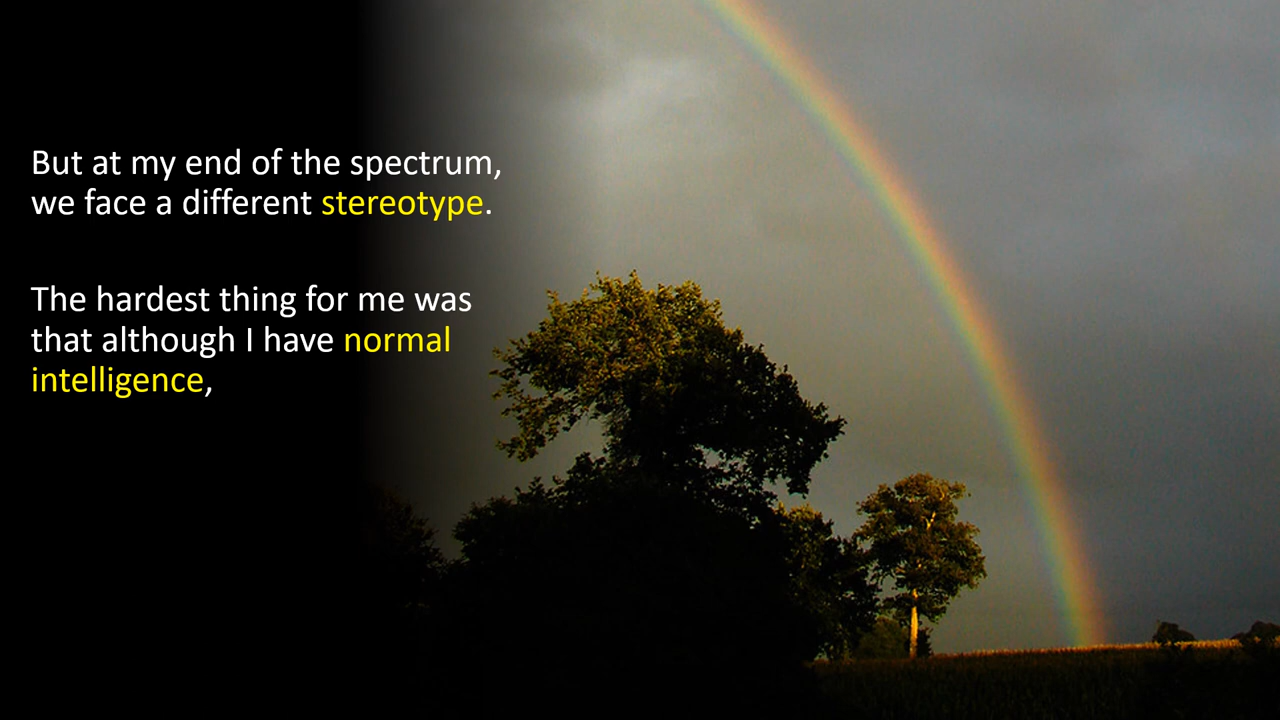 But at my end of the spectrum,
we face a different stereotype.
The hardest thing for me was
that although I have normal
intelligence,